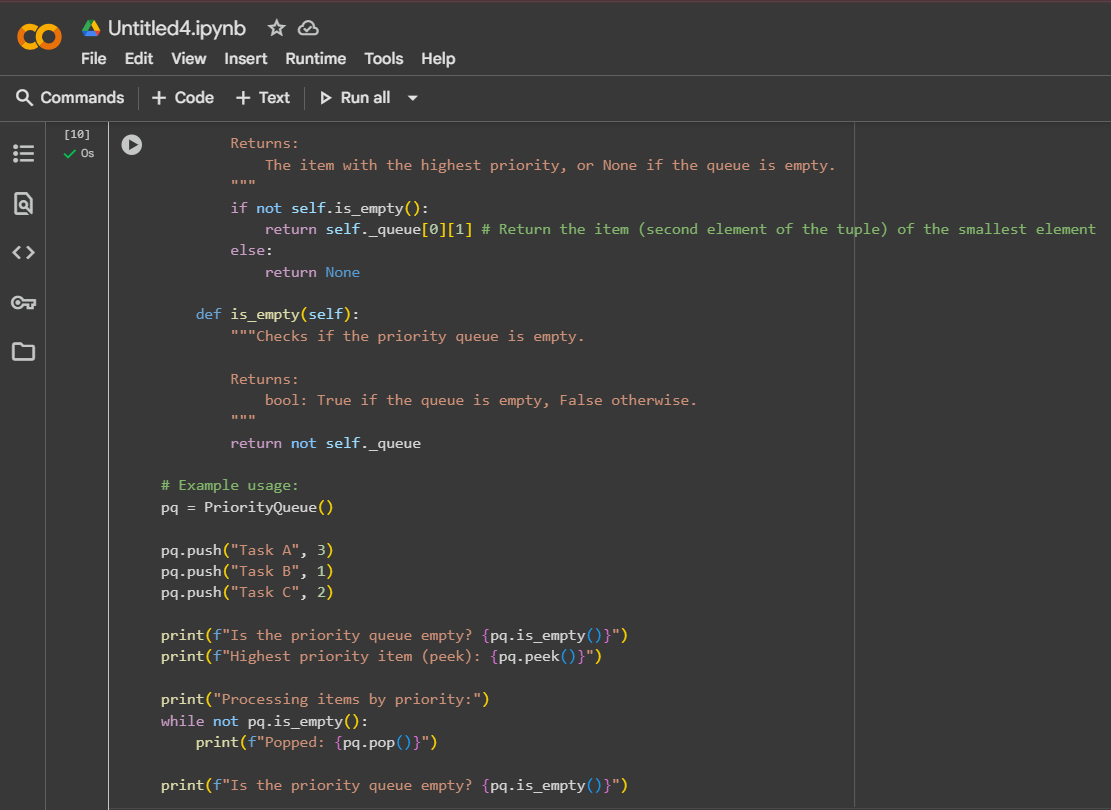 Untitled4.ipynb
File Edit View Insert Runtime Tools Help
Commands + Code + Text Run all
[10]
0s
        Returns:
            The item with the highest priority, or None if the queue is empty.
        """
        if not self.is_empty():
            return self._queue[0][1] # Return the item (second element of the tuple) of the smallest element
        else:
            return None

    def is_empty(self):
        """Checks if the priority queue is empty.

        Returns:
            bool: True if the queue is empty, False otherwise.
        """
        return not self._queue

# Example usage:
pq = PriorityQueue()

pq.push("Task A", 3)
pq.push("Task B", 1)
pq.push("Task C", 2)

print(f"Is the priority queue empty? {pq.is_empty()}")
print(f"Highest priority item (peek): {pq.peek()}")

print("Processing items by priority:")
while not pq.is_empty():
    print(f"Popped: {pq.pop()}")

print(f"Is the priority queue empty? {pq.is_empty()}")